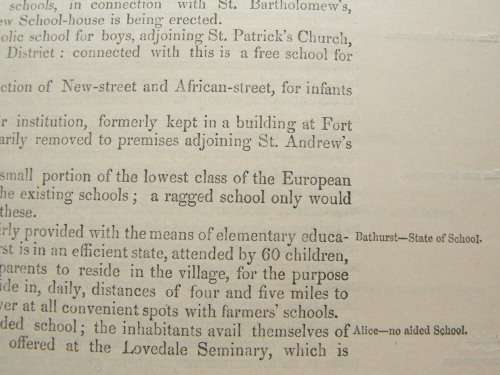 schools, in connection with St. Bartholomew's,
ew School-house is being erected.
olic school for boys, adjoining St. Patrick's Church,
District: connected with this is a free school for
ction of New-street and African-street, for infants
r institution, formerly kept in a building at Fort
arily removed to premises adjoining St. Andrew's
small portion of the lowest class of the European
he existing schools; a ragged school only would
these.
rly provided with the means of elementary educa- Bathurst—State of School.
rst is in an efficient state, attended by 60 children,
parents to reside in the village, for the purpose
ide in, daily, distances of four and five miles to
ver at all convenient spots with farmers' schools.
ded school; the inhabitants avail themselves of Alice—no aided School.
offered at the Lovedale Seminary, which is